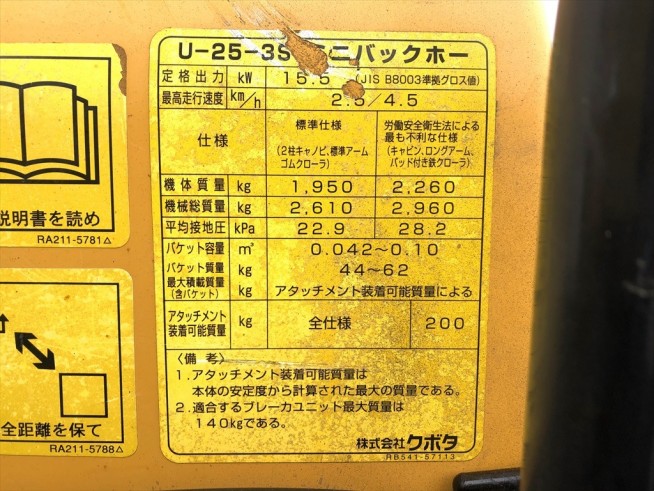 U-25-3S ミニバックホー
定格出力 kW 15.5 (JIS B8003準拠グロス値)
最高走行速度 km/h 2.5/4.5
仕様
標準仕様
(2柱キャノピ、標準アーム
ゴムクローラ)
労働安全衛生法による
最も不利な仕様
(キャビン、ロングアーム、
パッド付き鉄クローラ)
機体質量 kg 1,950 2,260
機械総質量 kg 2,610 2,960
平均接地圧 kPa 22.9 28.2
バケット容量 m³ 0.042～0.10
バケット質量 kg 44～62
最大積載質量
(含バケット) kg アタッチメント装着可能質量による
アタッチメント
装着可能質量 kg 全仕様 200
〈備考〉
1.アタッチメント装着可能質量は
本体の安定度から計算された最大の質量である。
2.適合するブレーカユニット最大質量は
140kgである。
株式会社クボタ
RB541-57113
説明書を読め
RA211-5781△
全距離を保て
RA211-5788△